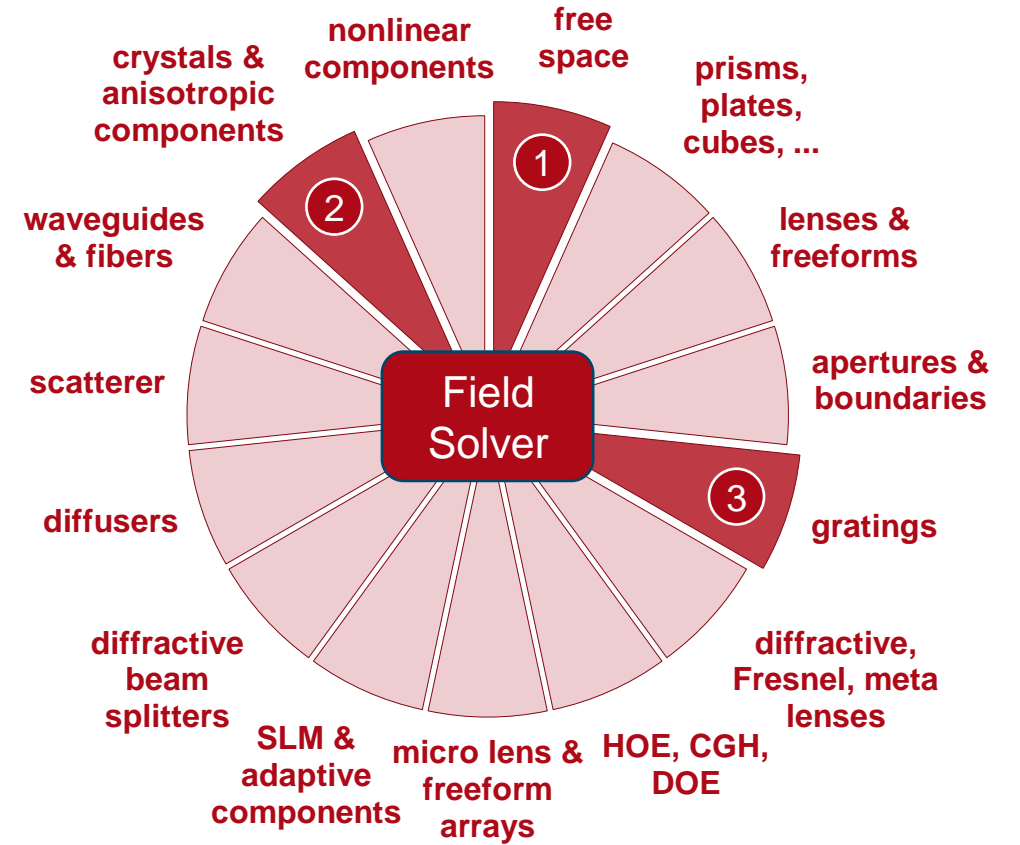 nonlinear
components
free
space
prisms,
plates,
cubes, ...
lenses &
freeforms
apertures &
boundaries
gratings
diffractive,
Fresnel, meta
lenses
HOE, CGH,
DOE
micro lens &
freeform
arrays
SLM &
adaptive
components
diffractive
beam
splitters
diffusers
scatterer
waveguides
& fibers
crystals &
anisotropic
components
1
2
3
Field
Solver